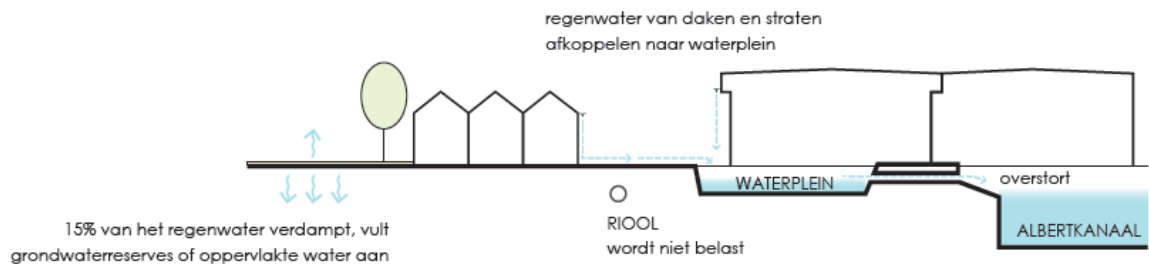 regenwater van daken en straten
afkoppelen naar waterplein
WATERPLEIN
overstort
RIOOL
wordt niet belast
ALBERTKANAAL
15% van het regenwater verdampt, vult
grondwaterreserves of oppervlakte water aan